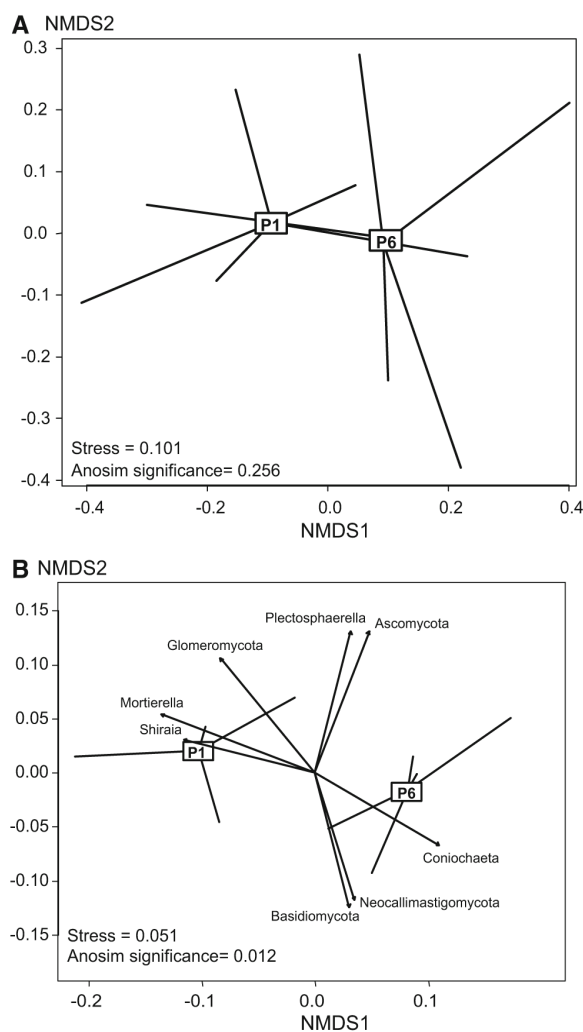 A NMDS2
0.3
0.2
0.1
0.0
-0.1
-0.2
-0.3
-0.4
P1
P6
Stress = 0.101
Anosim significance= 0.256
-0.4 -0.2 0.0 0.2 0.4
NMDS1
B NMDS2
0.15
0.10
0.05
0.00
-0.05
-0.10
-0.15
Plectosphaerella
Ascomycota
Glomeromycota
Mortierella
Shiraia
P1
P6
Coniochaeta
Neocallimastigomycota
Basidiomycota
Stress = 0.051
Anosim significance = 0.012
-0.2 -0.1 0.0 0.1
NMDS1